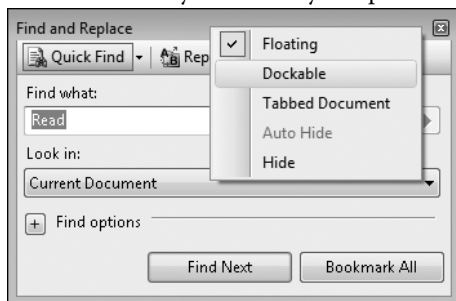 Find and Replace
Quick Find Rep
Find what:
Read
Look in:
Current Document
Find options
Find Next Bookmark All
Floating
Dockable
Tabbed Document
Auto Hide
Hide